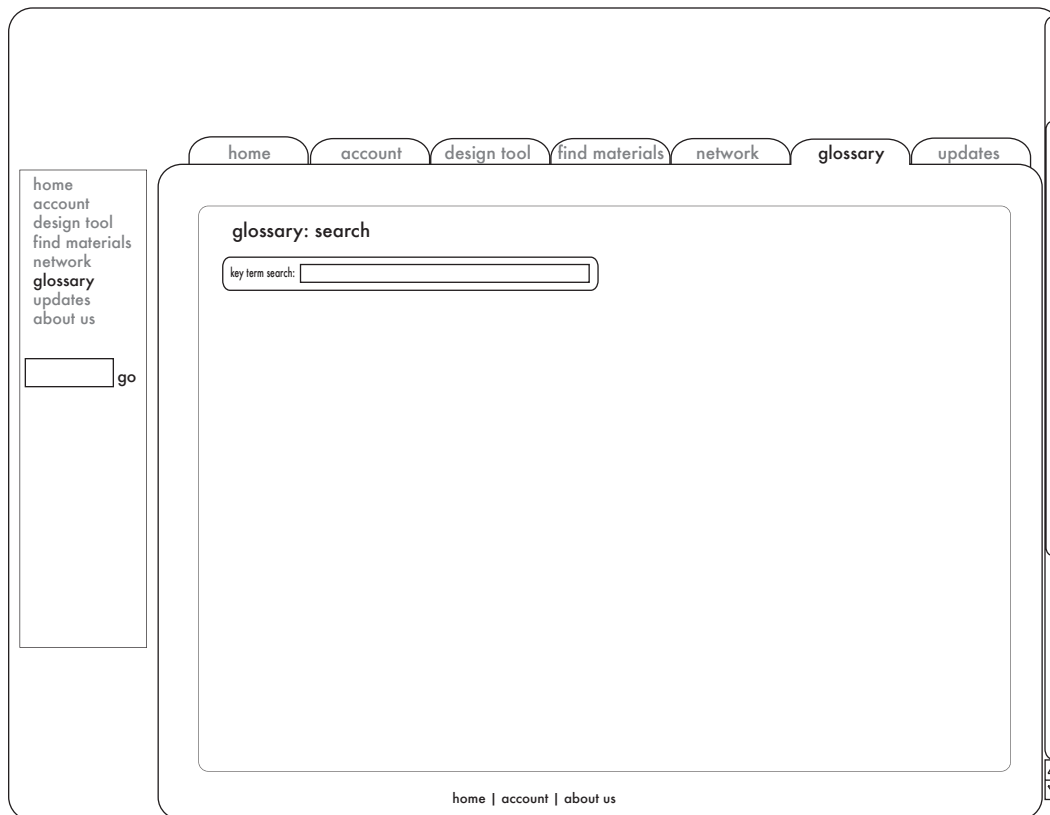 home account design tool find materials network glossary updates
home
account
design tool
find materials
network
glossary
updates
about us
go
glossary: search
key term search:
home | account | about us